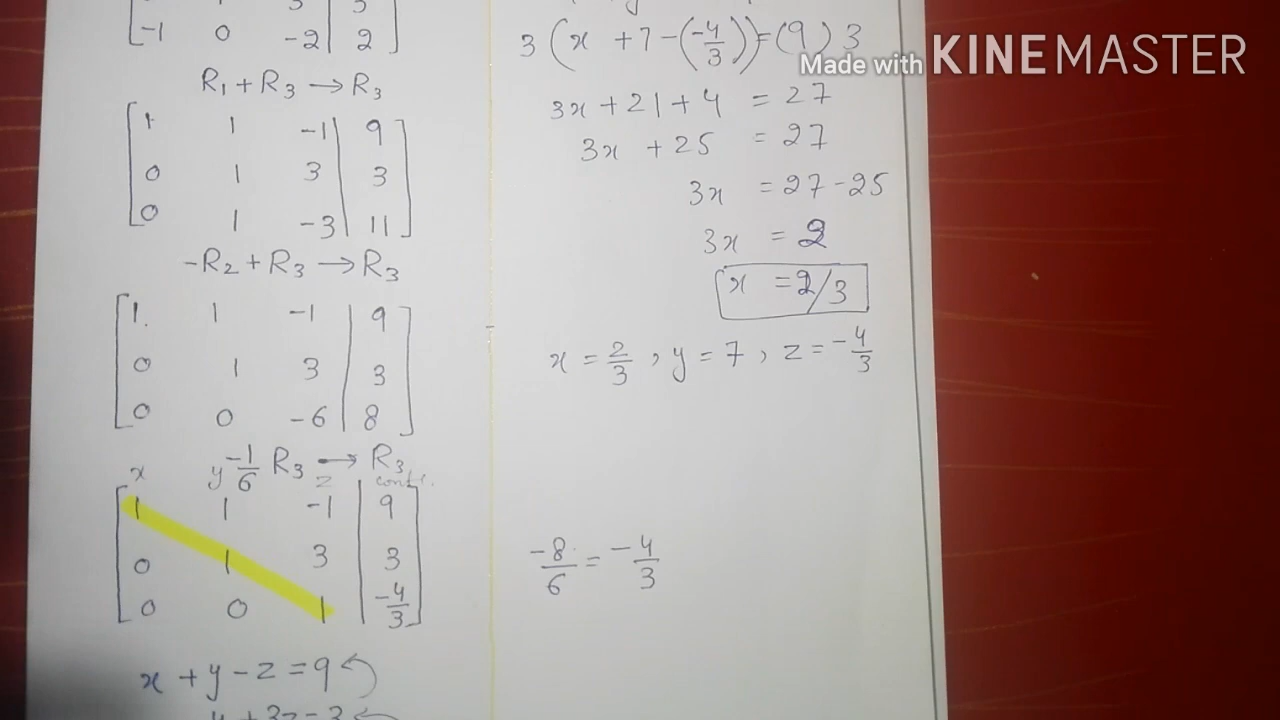 -1 0 -2 | 2
R₁ + R₃ → R₃
1 1 -1 | 9
0 1 3 | 3
0 1 -3 | 11
-R₂ + R₃ → R₃
1. 1 -1 | 9
0 1 3 | 3
0 0 -6 | 8
-1/6 R₃ → R₃
x y z const.
1 1 -1 | 9
0 1 3 | 3
0 0 1 | -4/3
x + y - z = 9
y + 3z = 3
3 (x + 7 - (-4/3)) = (9) 3
3x + 21 + 4 = 27
3x + 25 = 27
3x = 27 - 25
3x = 2
x = 2/3
x = 2/3 , y = 7 , z = -4/3
-8/6 = -4/3
Made with KINEMASTER